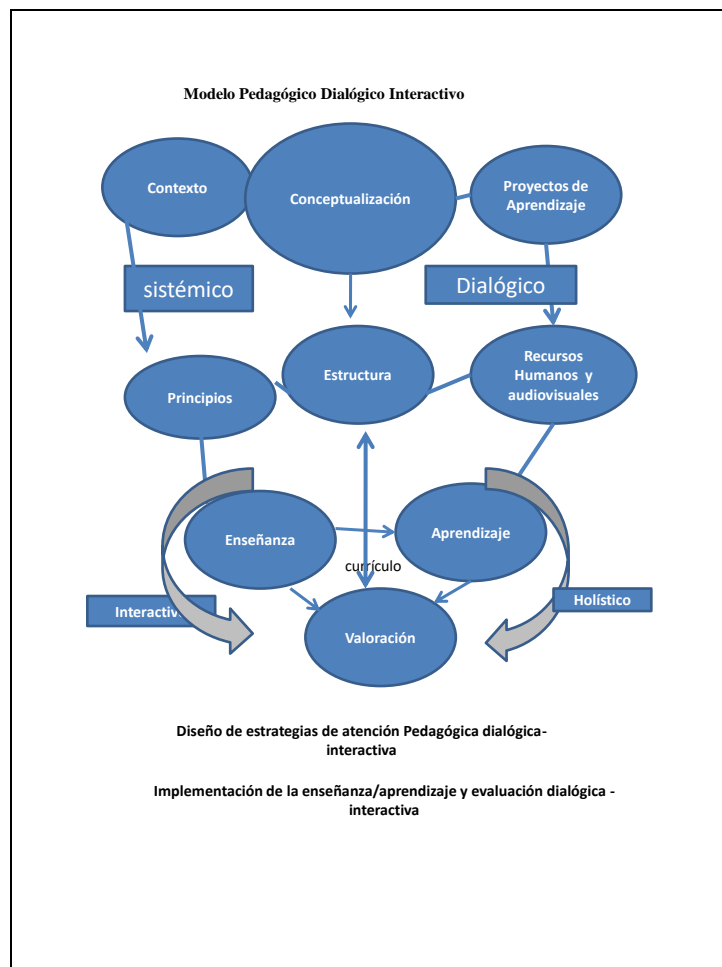 Modelo Pedagógico Dialógico Interactivo
Contexto
Conceptualización
Proyectos de
Aprendizaje
sistémico
Dialógico
Principios
Estructura
Recursos
Humanos y
audiovisuales
Enseñanza
Aprendizaje
currículo
Interactiv
Holístico
Valoración
Diseño de estrategias de atención Pedagógica dialógica-
interactiva
Implementación de la enseñanza/aprendizaje y evaluación dialógica -
interactiva